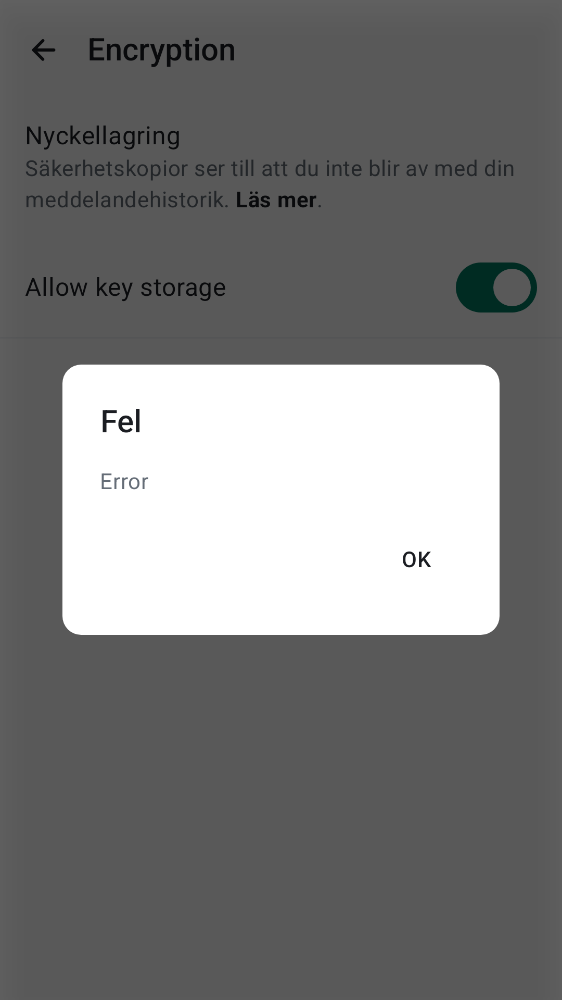 Encryption
Nyckellagring
Säkerhetskopior ser till att du inte blir av med din
meddelandehistorik. Läs mer.
Allow key storage
Fel
Error
OK